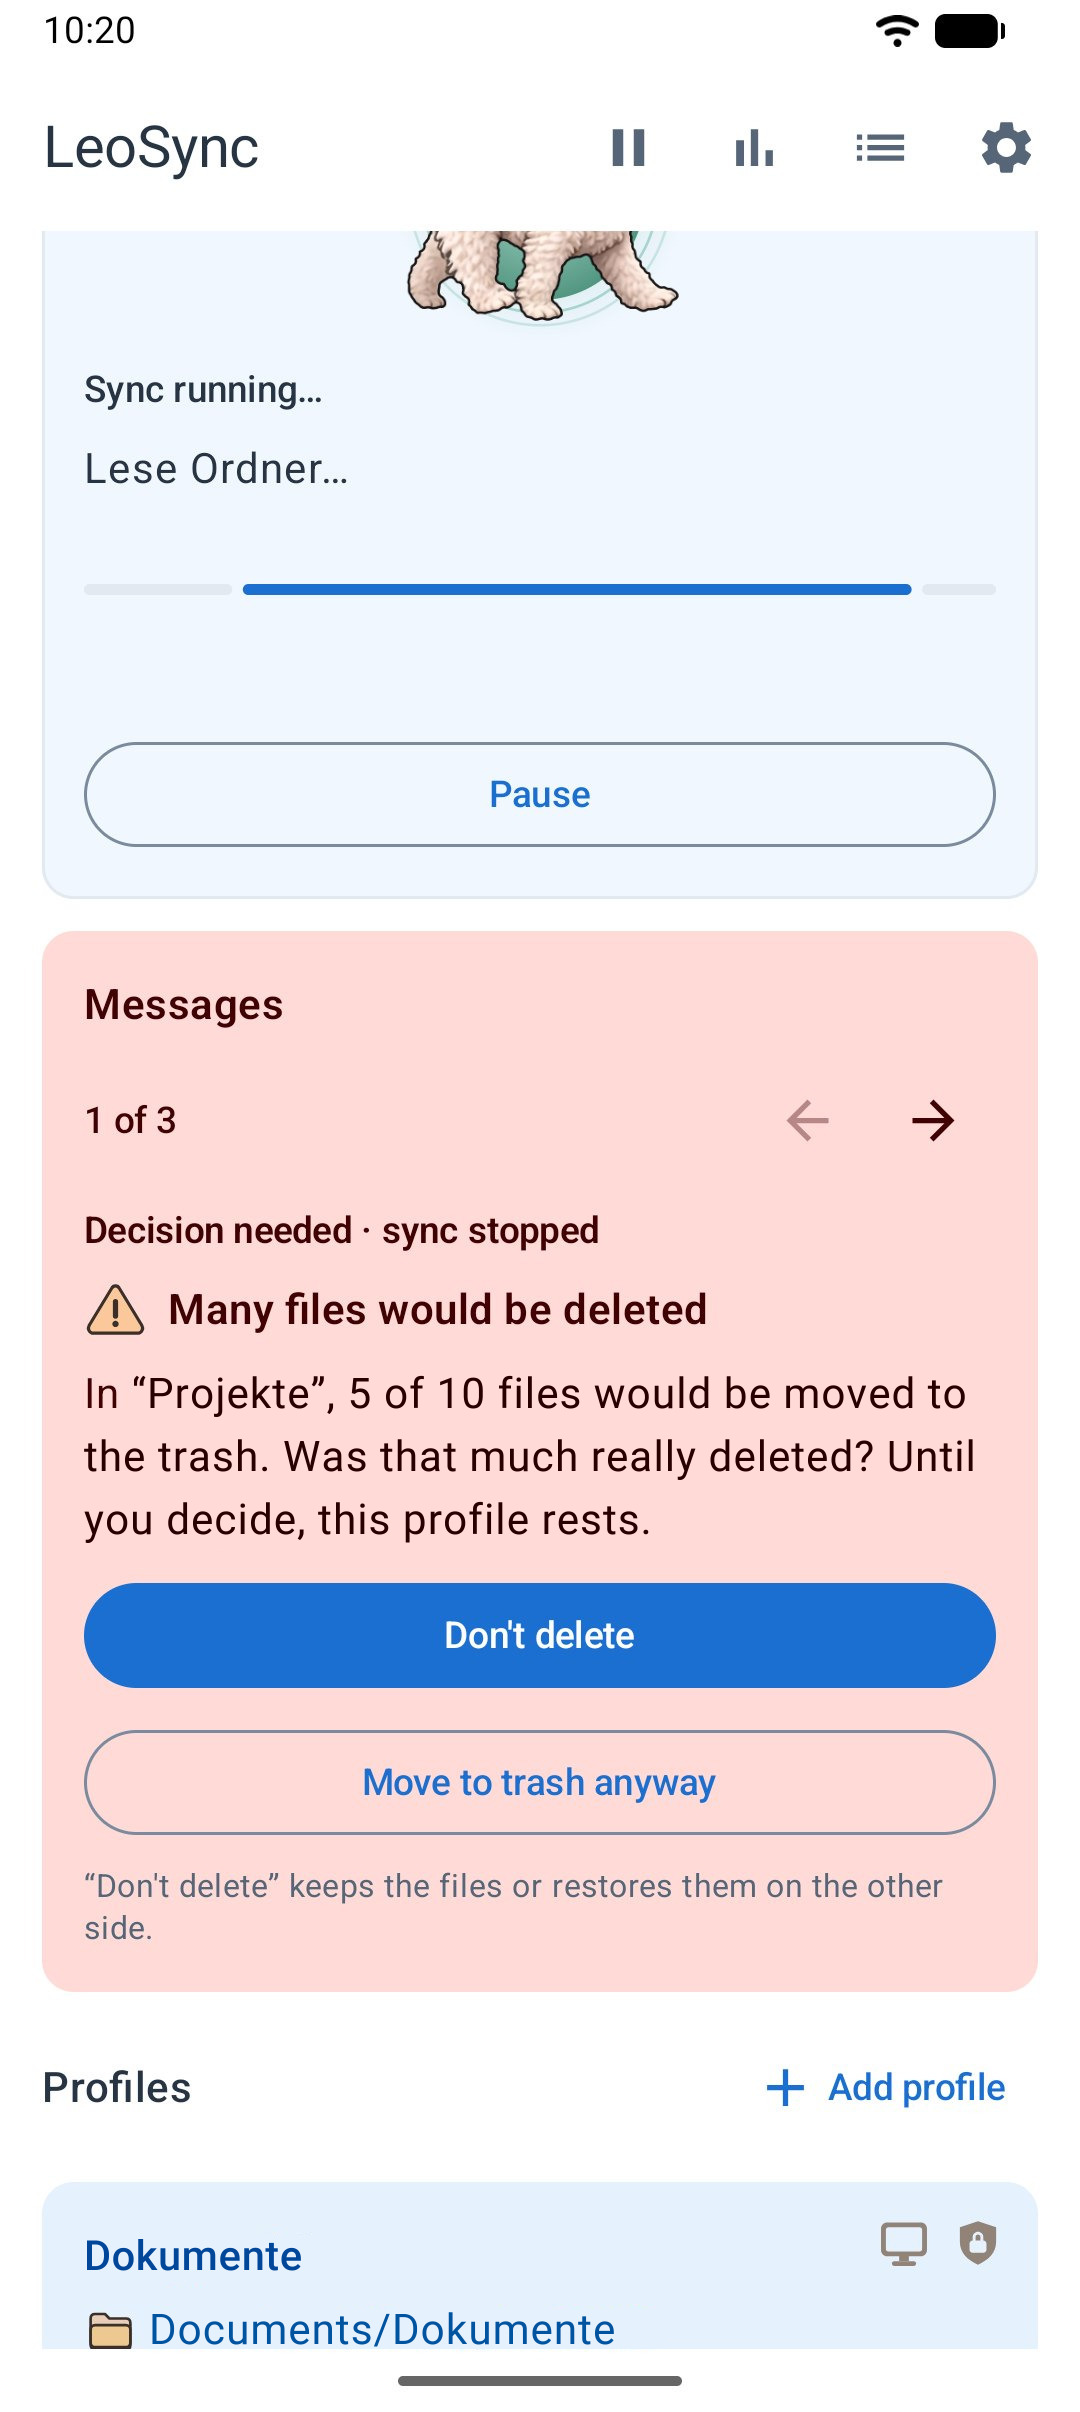 10:20
LeoSync
Sync running…
Lese Ordner…
Pause
Messages
1 of 3
Decision needed · sync stopped
Many files would be deleted
In “Projekte”, 5 of 10 files would be moved to
the trash. Was that much really deleted? Until
you decide, this profile rests.
Don't delete
Move to trash anyway
“Don't delete” keeps the files or restores them on the other
side.
Profiles
Add profile
Dokumente
Documents/Dokumente